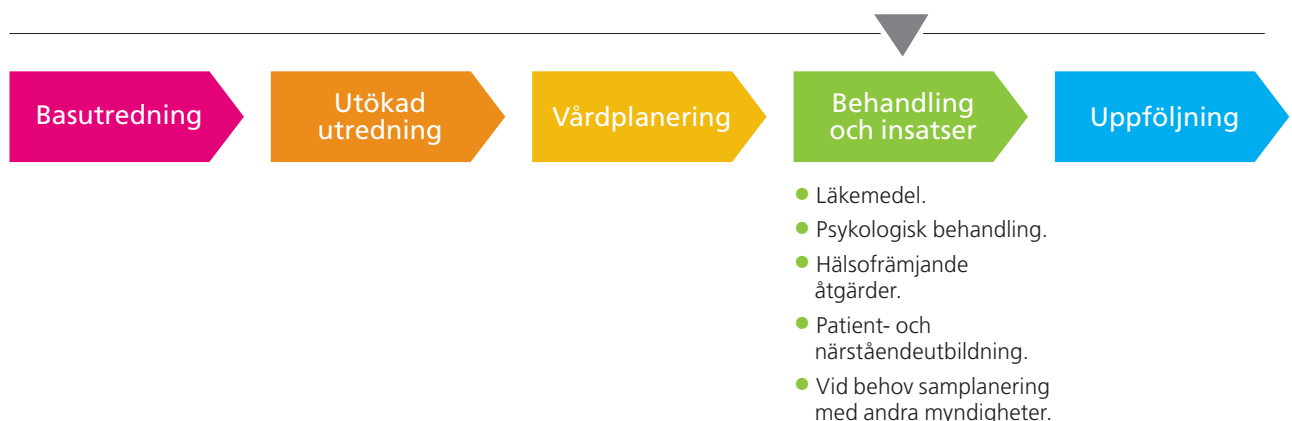 Basutredning
Utökad
utredning
Vårdplanering
Behandling
och insatser
Uppföljning
• Läkemedel.
• Psykologisk behandling.
• Hälsofrämjande
åtgärder.
• Patient- och
närståendeutbildning.
• Vid behov samplanering
med andra myndigheter.